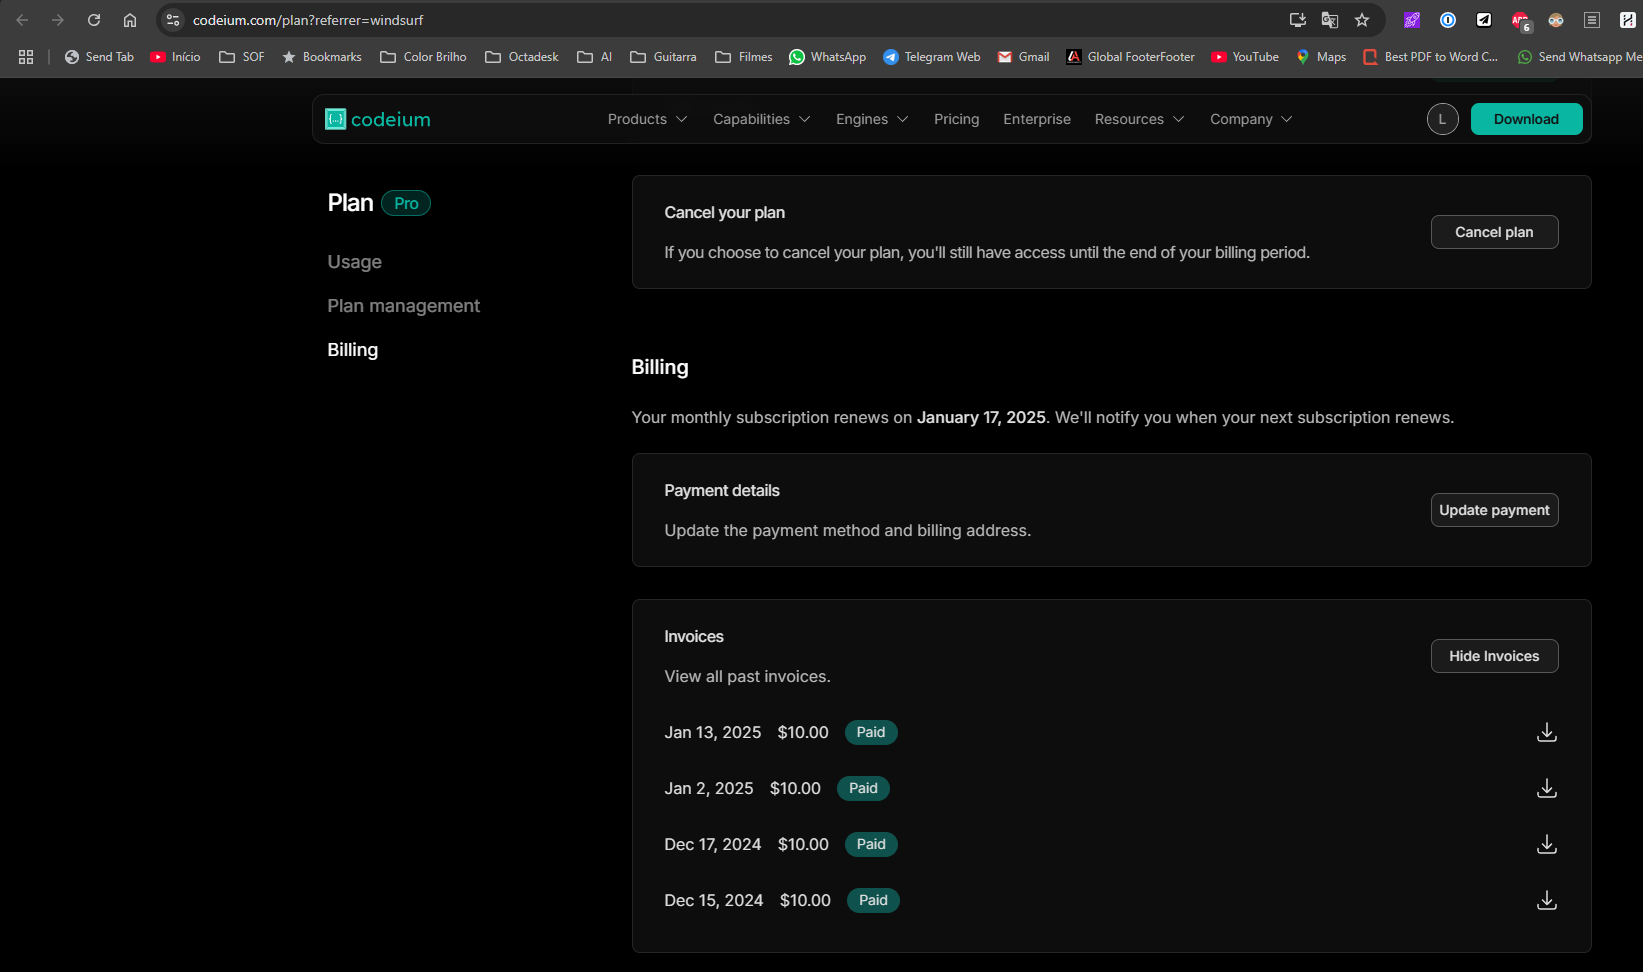 codeium.com/plan?referrer=windsurf
6
Send Tab Início SOF Bookmarks Color Brilho Octadesk AI Guitarra Filmes WhatsApp Telegram Web Gmail Global FooterFooter YouTube Maps Best PDF to Word C... Send Whatsapp Me
{...} codeium Products Capabilities Engines Pricing Enterprise Resources Company L Download
Plan Pro
Usage
Plan management
Billing
Cancel your plan
If you choose to cancel your plan, you'll still have access until the end of your billing period.
Cancel plan
Billing
Your monthly subscription renews on January 17, 2025. We'll notify you when your next subscription renews.
Payment details
Update the payment method and billing address.
Update payment
Invoices
View all past invoices.
Hide Invoices
Jan 13, 2025 $10.00 Paid
Jan 2, 2025 $10.00 Paid
Dec 17, 2024 $10.00 Paid
Dec 15, 2024 $10.00 Paid